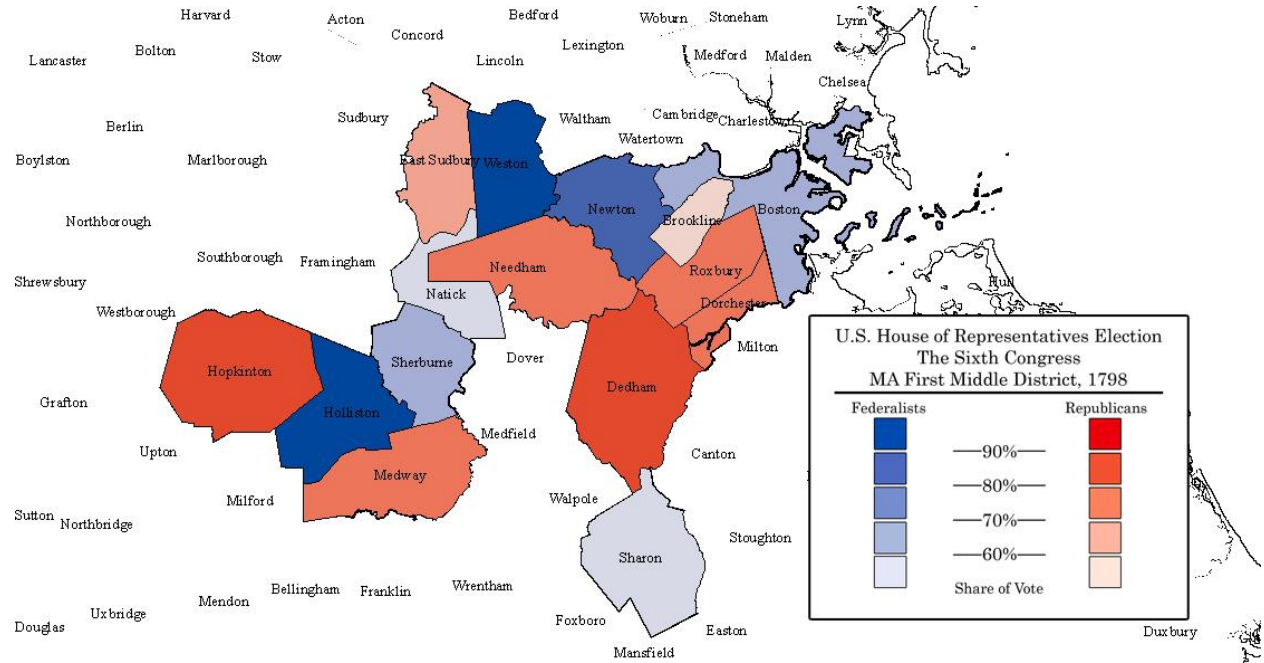 Harvard
Acton
Bedford
Woburn
Stoneham
Lynn
Concord
Lexington
Bolton
Stow
Lincoln
Medford
Malden
Lancaster
Chelsea
Cambridge
Charlestown
Sudbury
Waltham
Berlin
Watertown
Boylston
Marlborough
East Sudbury
Weston
Northborough
Newton
Brookline
Boston
Southborough
Framingham
Needham
Roxbury
Shrewsbury
Natick
Dorchester
Hull
Westborough
Milton
Dover
Sherburne
Hopkinton
Dedham
Grafton
Holliston
Medfield
Upton
Medway
Canton
Milford
Walpole
Sutton
Northbridge
Stoughton
Sharon
Bellingham
Franklin
Wrentham
Mendon
Uxbridge
Douglas
Foxboro
Easton
Mansfield
Duxbury
U.S. House of Representatives Election
The Sixth Congress
MA First Middle District, 1798
Federalists
Republicans
90%
80%
70%
60%
Share of Vote